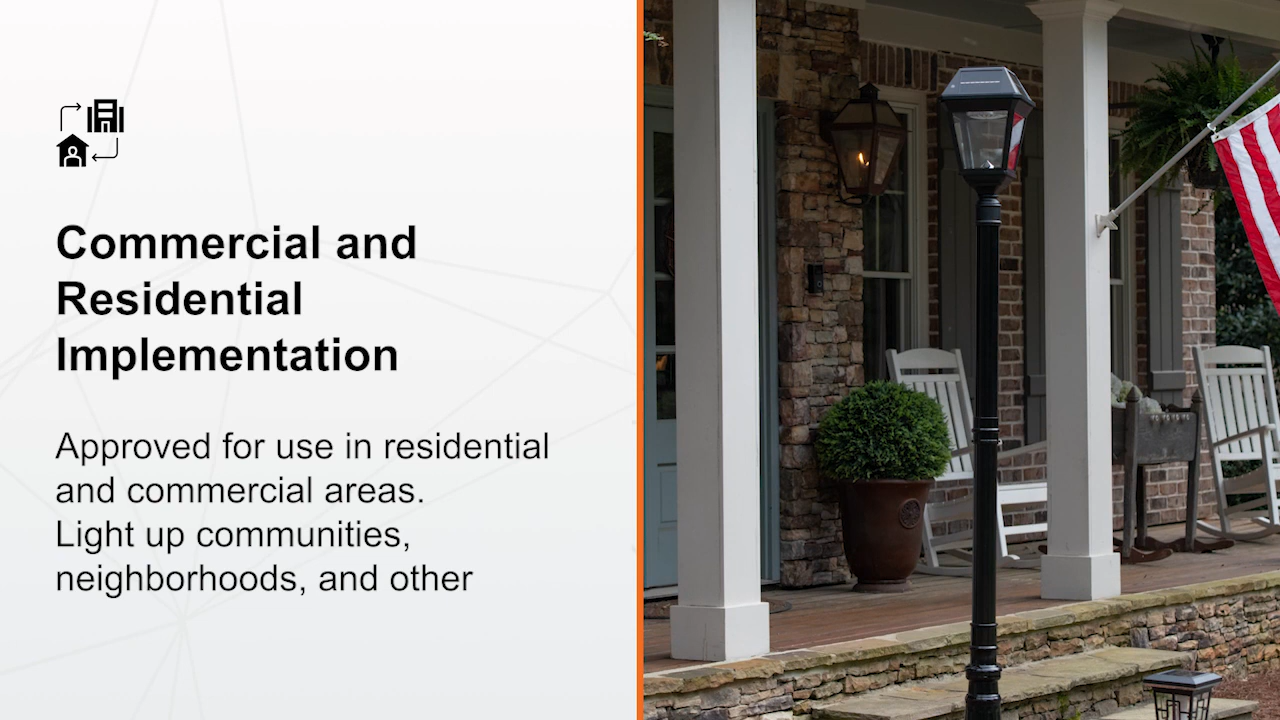 Commercial and
Residential
Implementation
Approved for use in residential
and commercial areas.
Light up communities,
neighborhoods, and other